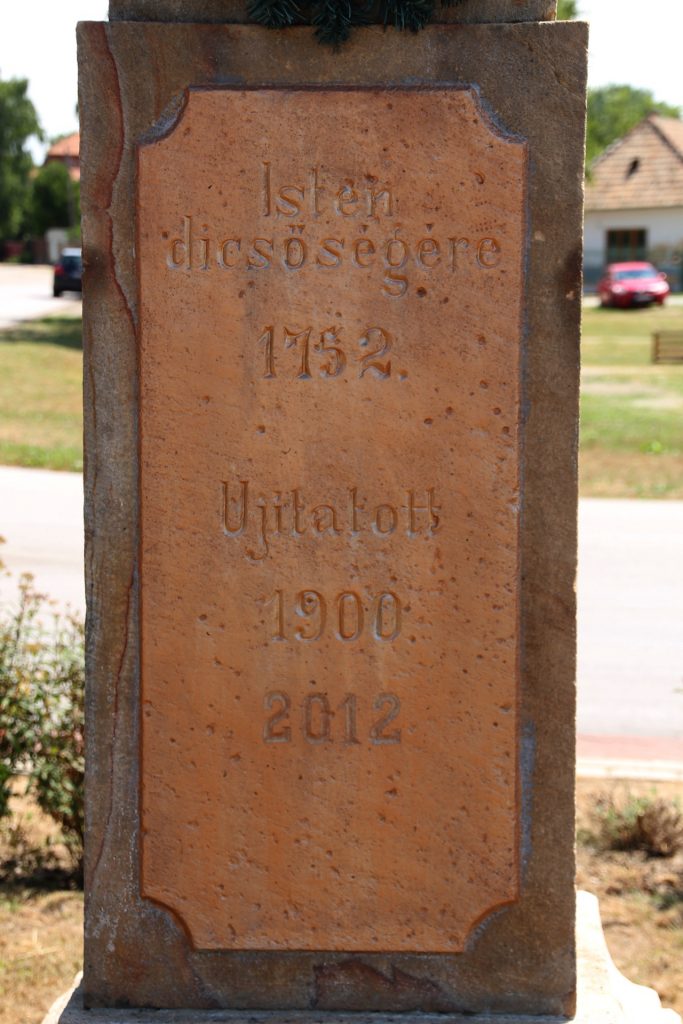 Isten
dicsőségére
1752.
Ujitatott
1900
2012